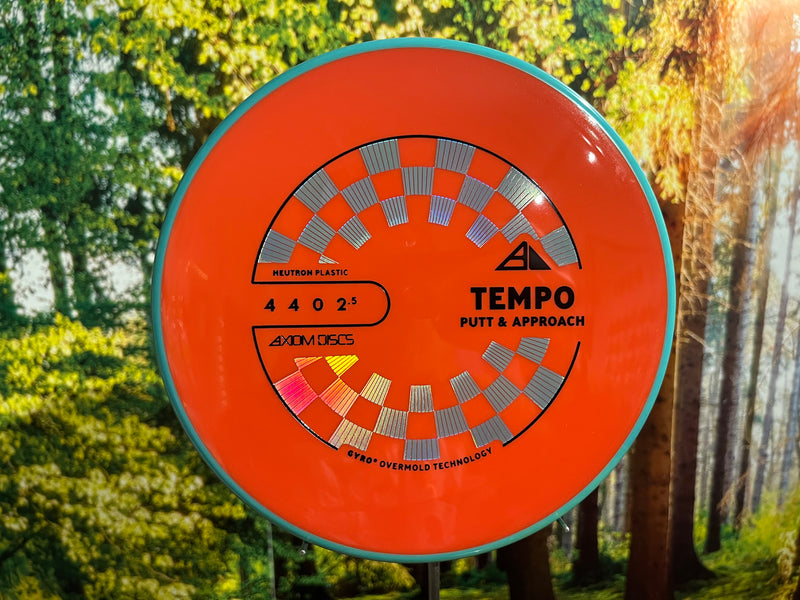 NEUTRON PLASTIC
4 4 0 2.5
AXIOM DISCS
TEMPO
PUTT & APPROACH
GYRO® OVERMOLD TECHNOLOGY